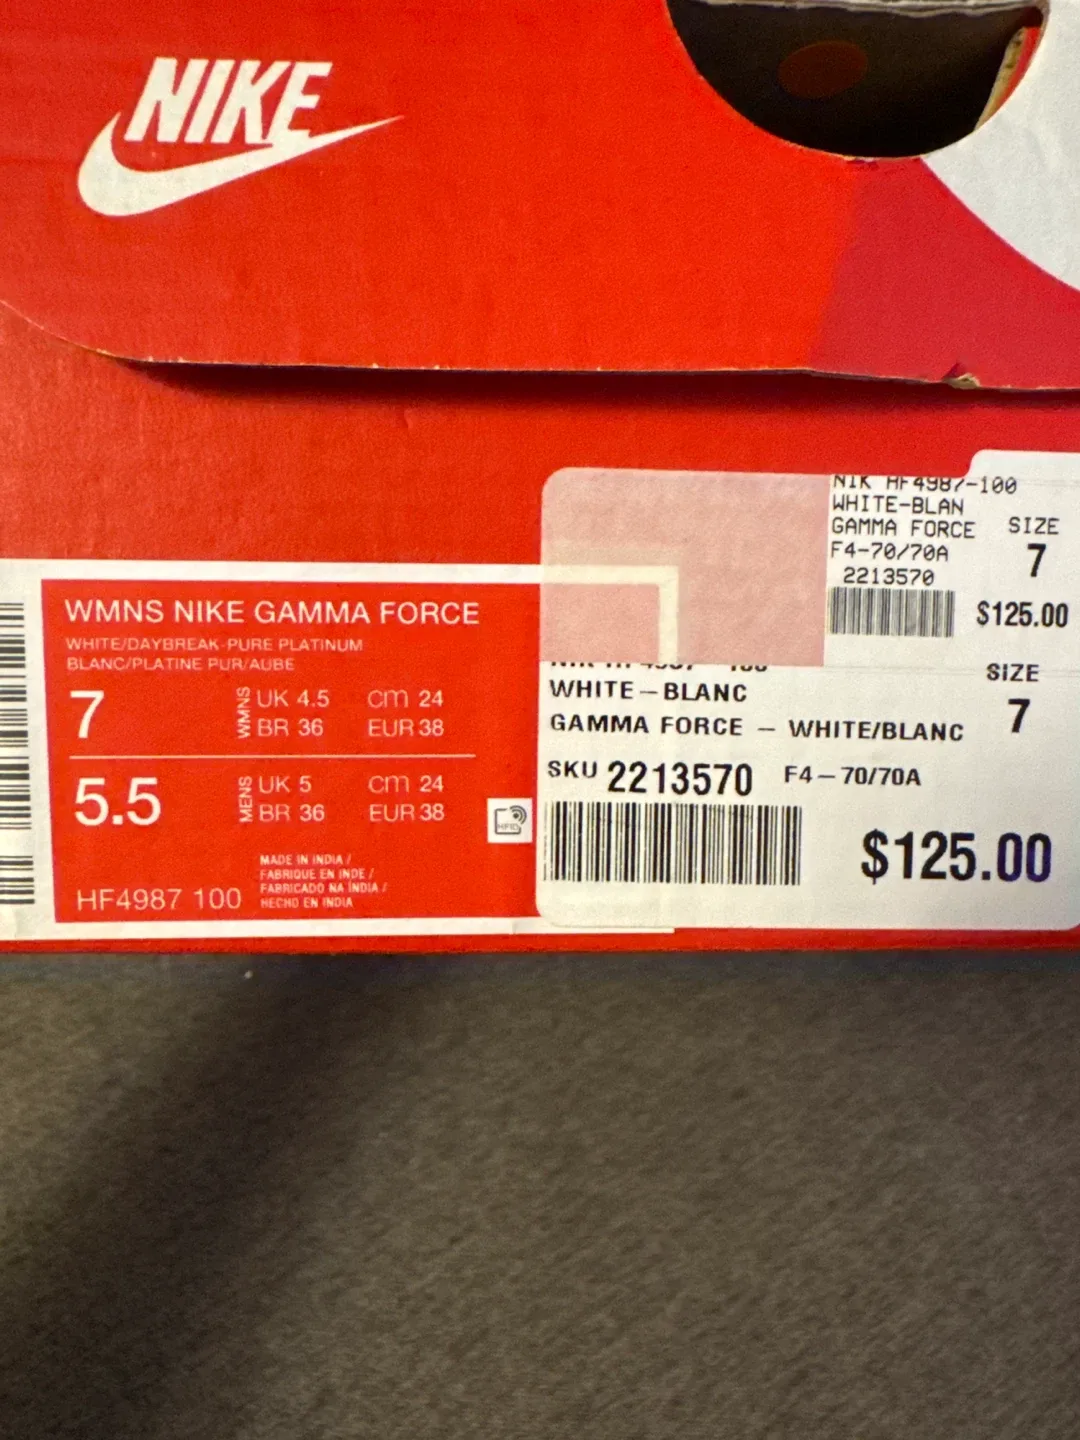 NIKE
NIK HF4987-100
WHITE-BLAN
GAMMA FORCE
SIZE
7
F4-70/70A
2213570
$125.00
WMNS NIKE GAMMA FORCE
WHITE/DAYBREAK-PURE PLATINUM
BLANC/PLATINE PUR/AUBE
7 WMNS UK 4.5 cm 24
BR 36 EUR 38
5.5 MENS UK 5 cm 24
BR 36 EUR 38
MADE IN INDIA /
FABRIQUE EN INDE /
FABRICADO NA ÍNDIA /
HECHO EN INDIA
HF4987 100
SIZE
7
WHITE-BLANC
GAMMA FORCE - WHITE/BLANC
SKU 2213570 F4-70/70A
$125.00